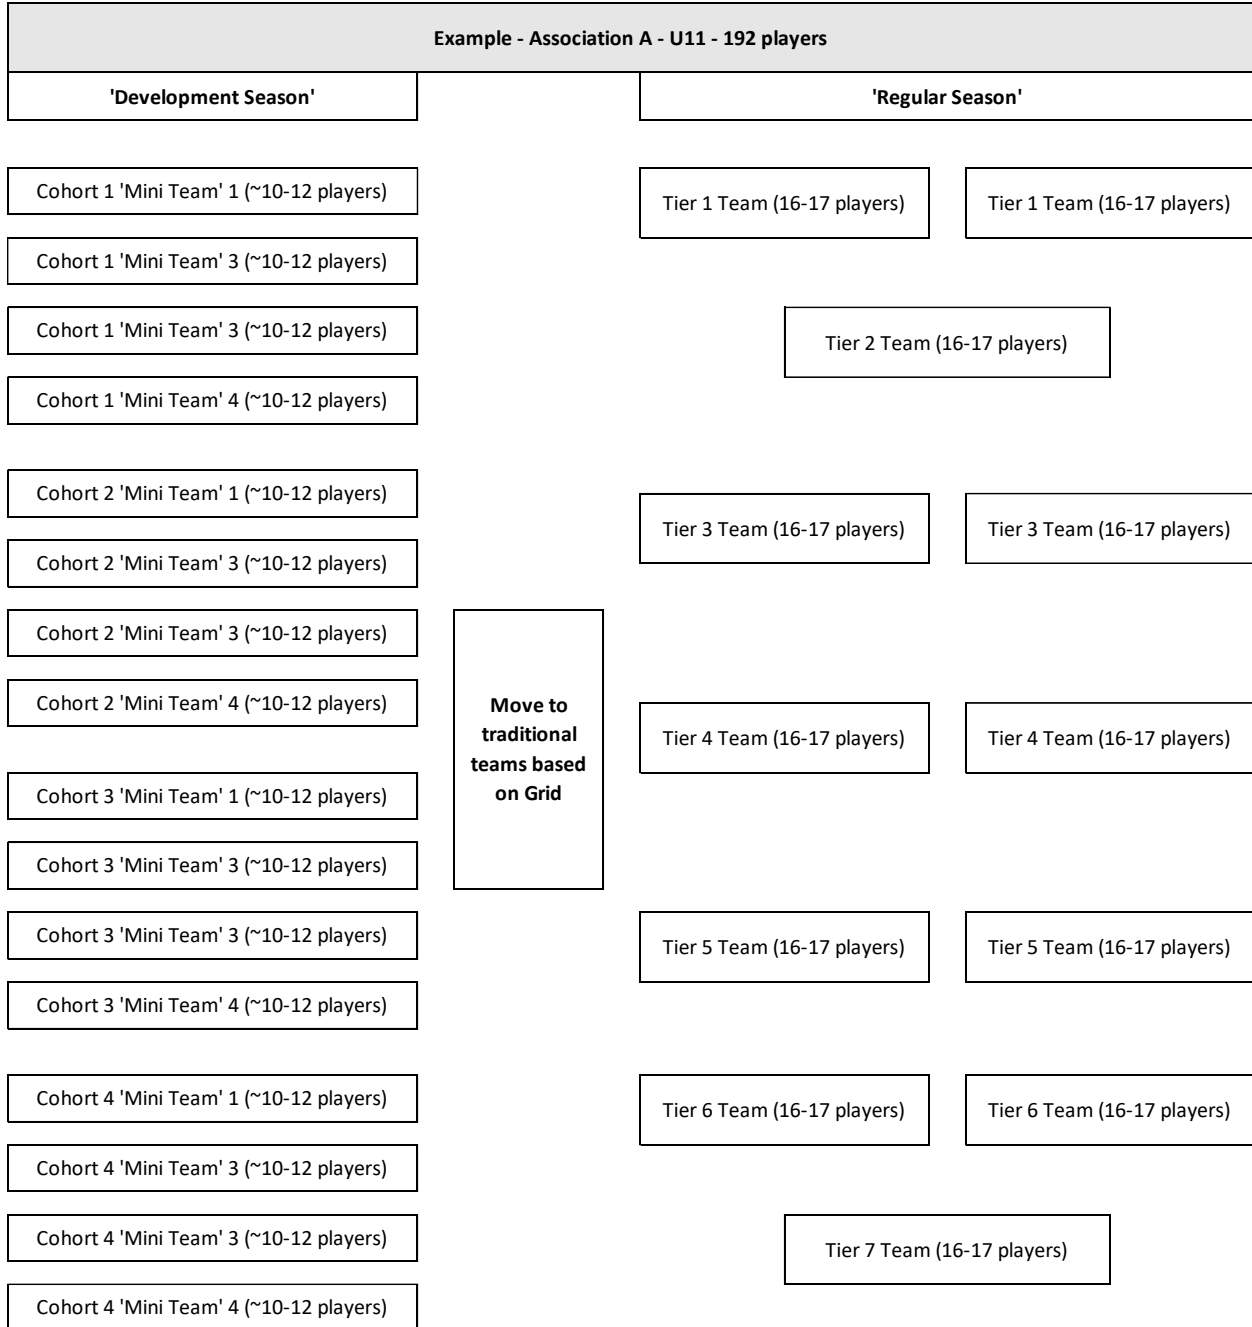 Example - Association A - U11 - 192 players
'Development Season'
'Regular Season'
Cohort 1 'Mini Team' 1 (~10-12 players)
Cohort 1 'Mini Team' 3 (~10-12 players)
Cohort 1 'Mini Team' 3 (~10-12 players)
Cohort 1 'Mini Team' 4 (~10-12 players)
Cohort 2 'Mini Team' 1 (~10-12 players)
Cohort 2 'Mini Team' 3 (~10-12 players)
Cohort 2 'Mini Team' 3 (~10-12 players)
Cohort 2 'Mini Team' 4 (~10-12 players)
Cohort 3 'Mini Team' 1 (~10-12 players)
Cohort 3 'Mini Team' 3 (~10-12 players)
Cohort 3 'Mini Team' 3 (~10-12 players)
Cohort 3 'Mini Team' 4 (~10-12 players)
Cohort 4 'Mini Team' 1 (~10-12 players)
Cohort 4 'Mini Team' 3 (~10-12 players)
Cohort 4 'Mini Team' 3 (~10-12 players)
Cohort 4 'Mini Team' 4 (~10-12 players)
Move to
traditional
teams based
on Grid
Tier 1 Team (16-17 players)
Tier 1 Team (16-17 players)
Tier 2 Team (16-17 players)
Tier 3 Team (16-17 players)
Tier 3 Team (16-17 players)
Tier 4 Team (16-17 players)
Tier 4 Team (16-17 players)
Tier 5 Team (16-17 players)
Tier 5 Team (16-17 players)
Tier 6 Team (16-17 players)
Tier 6 Team (16-17 players)
Tier 7 Team (16-17 players)